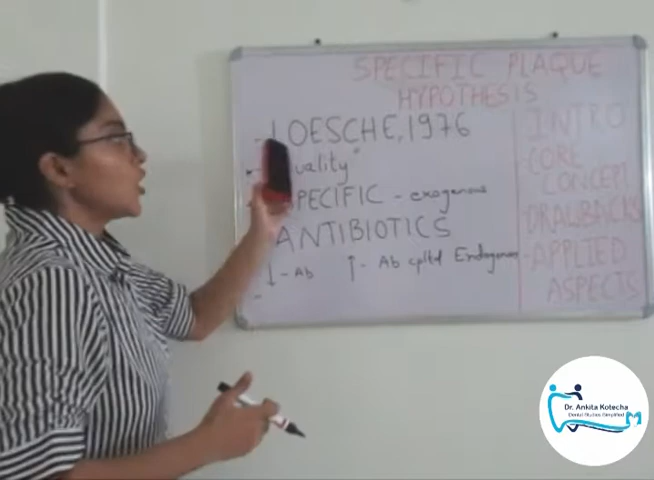 SPECIFIC PLAQUE
HYPOTHESIS
- LOESCHE, 1976
uality"
PECIFIC - exogenous
ANTIBIOTICS
↓ - Ab ↑ - Ab cpltd Endogenous
-
INTRO
- CORE
CONCEPT
- DRAWBACKS
- APPLIED
ASPECTS
Dr. Ankita Kotecha
Dental Studies Simplified